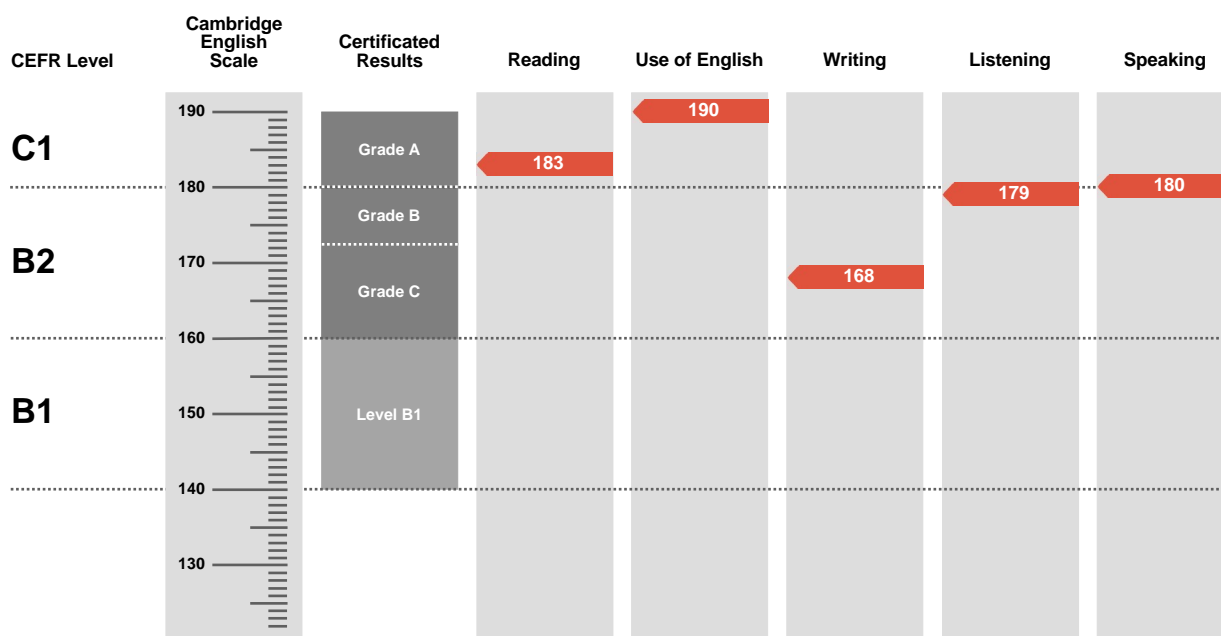 CEFR Level
Cambridge
English
Scale
Certificated
Results
Reading
Use of English
Writing
Listening
Speaking
190
190
Grade A
C1
183
180
180
179
Grade B
B2
170
168
Grade C
160
B1
150
Level B1
140
130